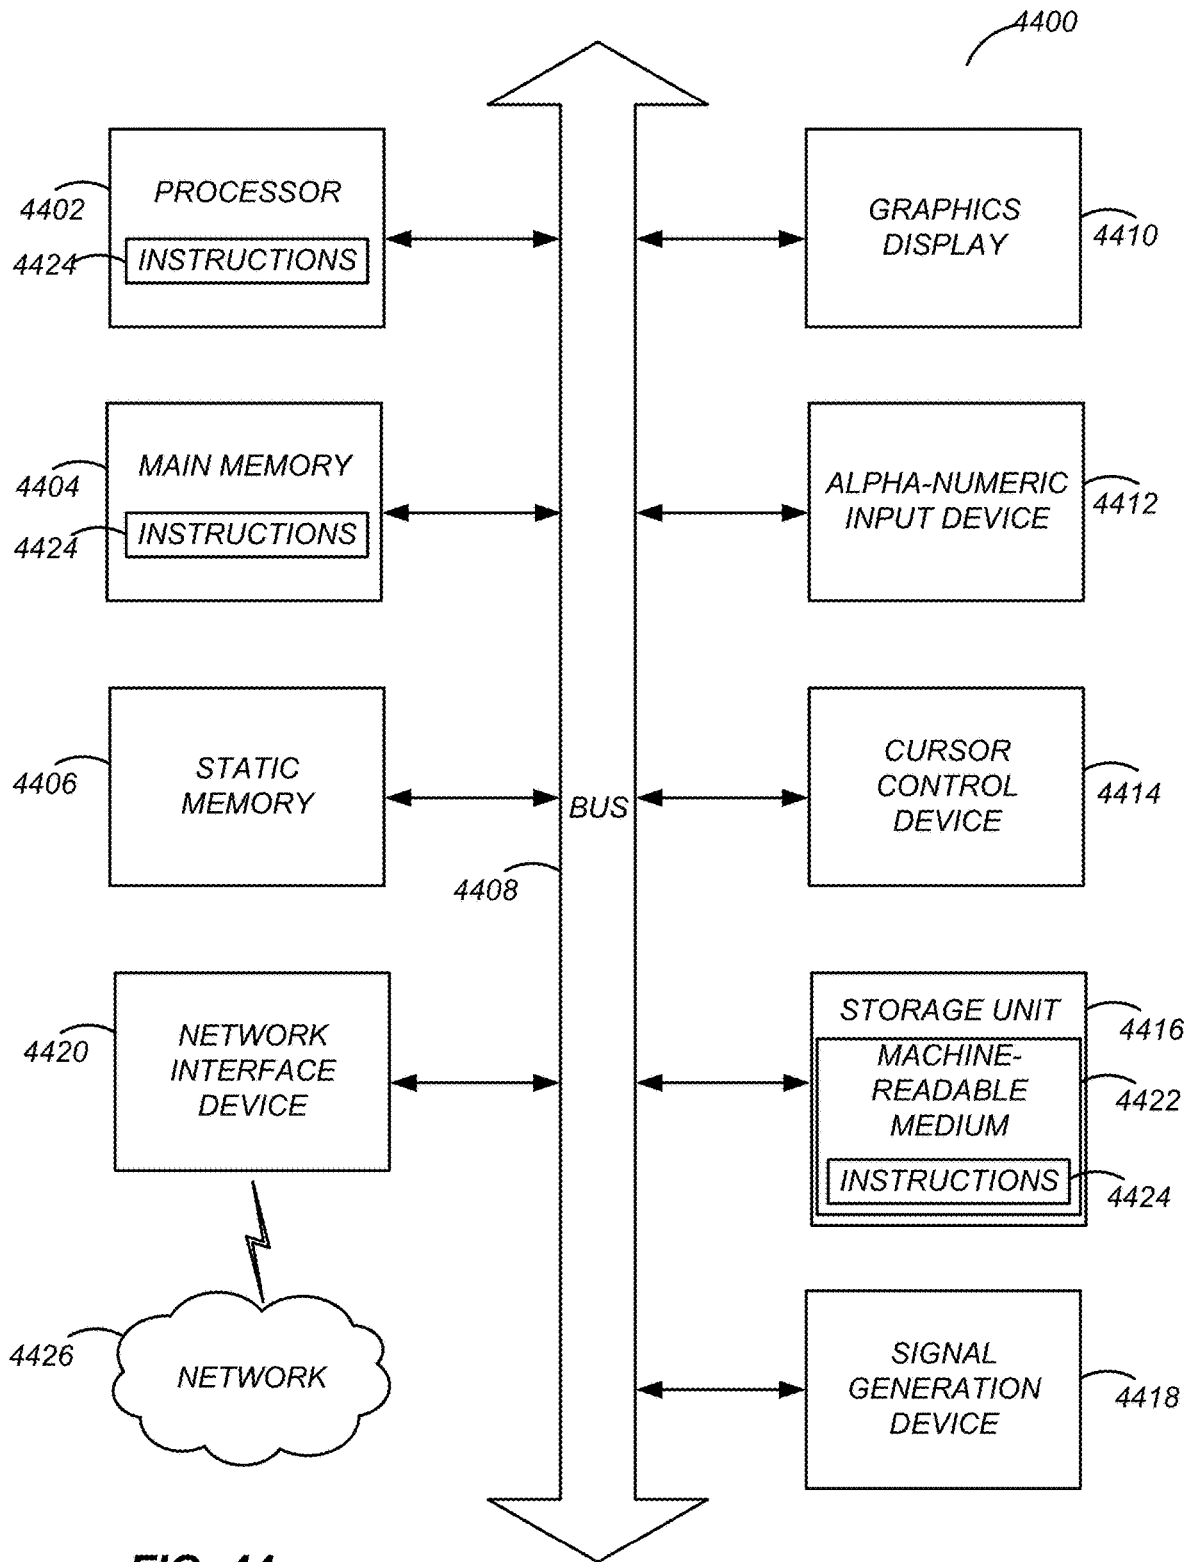 4400
PROCESSOR
4402
4424
INSTRUCTIONS
GRAPHICS
DISPLAY
4410
MAIN MEMORY
4404
4424
INSTRUCTIONS
ALPHA-NUMERIC
INPUT DEVICE
4412
STATIC
MEMORY
4406
BUS
4408
CURSOR
CONTROL
DEVICE
4414
NETWORK
INTERFACE
DEVICE
4420
STORAGE UNIT
4416
MACHINE-
READABLE
MEDIUM
4422
INSTRUCTIONS
4424
4426
NETWORK
SIGNAL
GENERATION
DEVICE
4418
FIG. 44